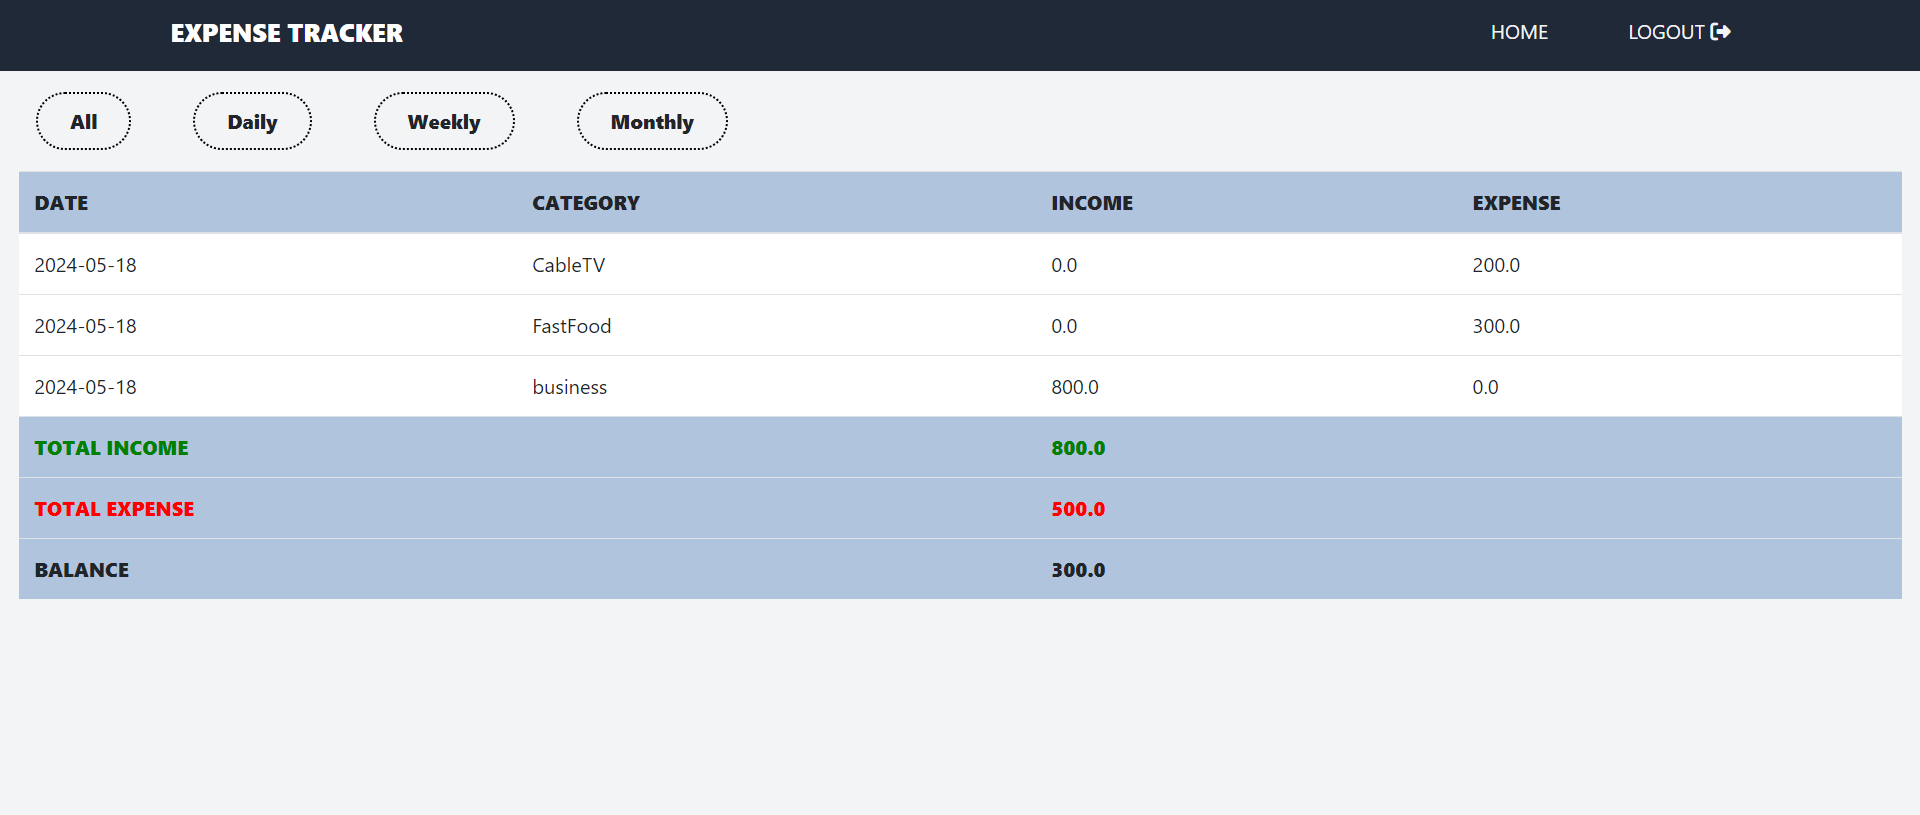 EXPENSE TRACKER HOME LOGOUT
All Daily Weekly Monthly
DATE CATEGORY INCOME EXPENSE
2024-05-18 CableTV 0.0 200.0
2024-05-18 FastFood 0.0 300.0
2024-05-18 business 800.0 0.0
TOTAL INCOME 800.0
TOTAL EXPENSE 500.0
BALANCE 300.0